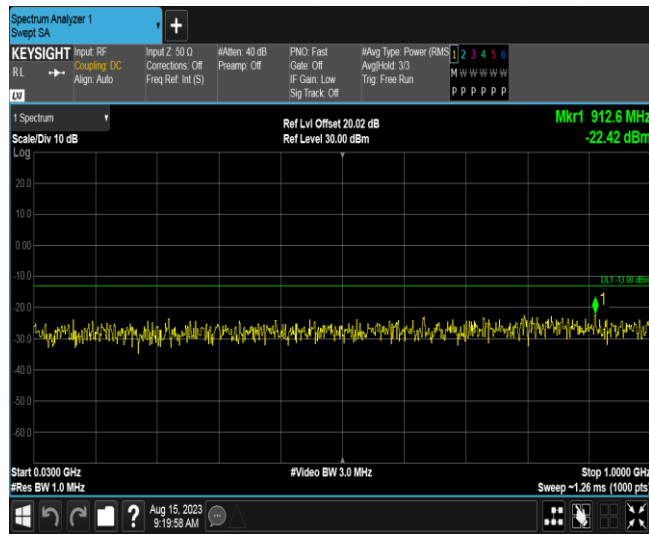 Spectrum Analyzer 1
Swept SA
+
KEYSIGHT
RL
LXI
Input: RF
Coupling: DC
Align: Auto
Input Z: 50 Ω
Corrections: Off
Freq Ref: Int (S)
#Atten: 40 dB
Preamp: Off
PNO: Fast
Gate: Off
IF Gain: Low
Sig Track: Off
#Avg Type: Power (RMS
Avg|Hold: 3/3
Trig: Free Run
1 2 3 4 5 6
M W W W W W
P P P P P P
1 Spectrum
Scale/Div 10 dB
Log
Ref Lvl Offset 20.02 dB
Ref Level 30.00 dBm
Mkr1 912.6 MHz
-22.42 dBm
20.0
10.0
0.00
-10.0
DL1 -13.00 dBm
1
-20.0
-30.0
-40.0
-50.0
-60.0
Start 0.0300 GHz
#Video BW 3.0 MHz
Stop 1.0000 GHz
#Res BW 1.0 MHz
Sweep ~1.26 ms (1000 pts)
?
Aug 15, 2023
9:19:58 AM